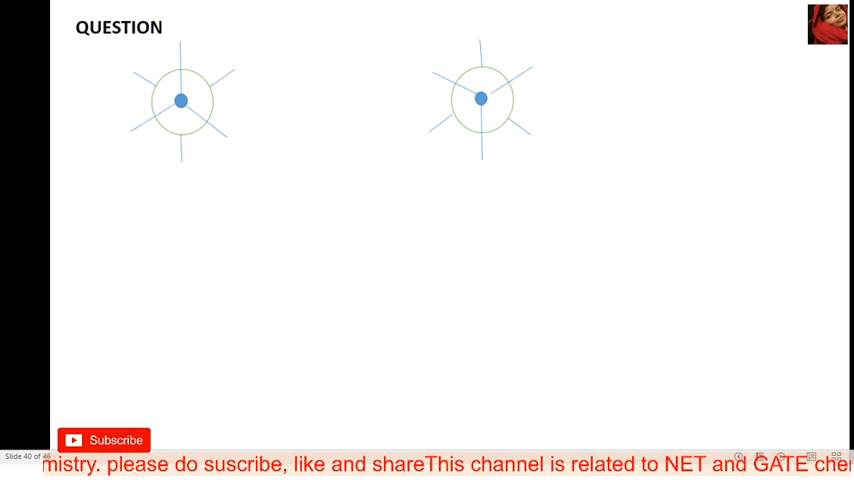 QUESTION
Subscribe
Slide 40 of 46
mistry. please do suscribe, like and shareThis channel is related to NET and GATE che